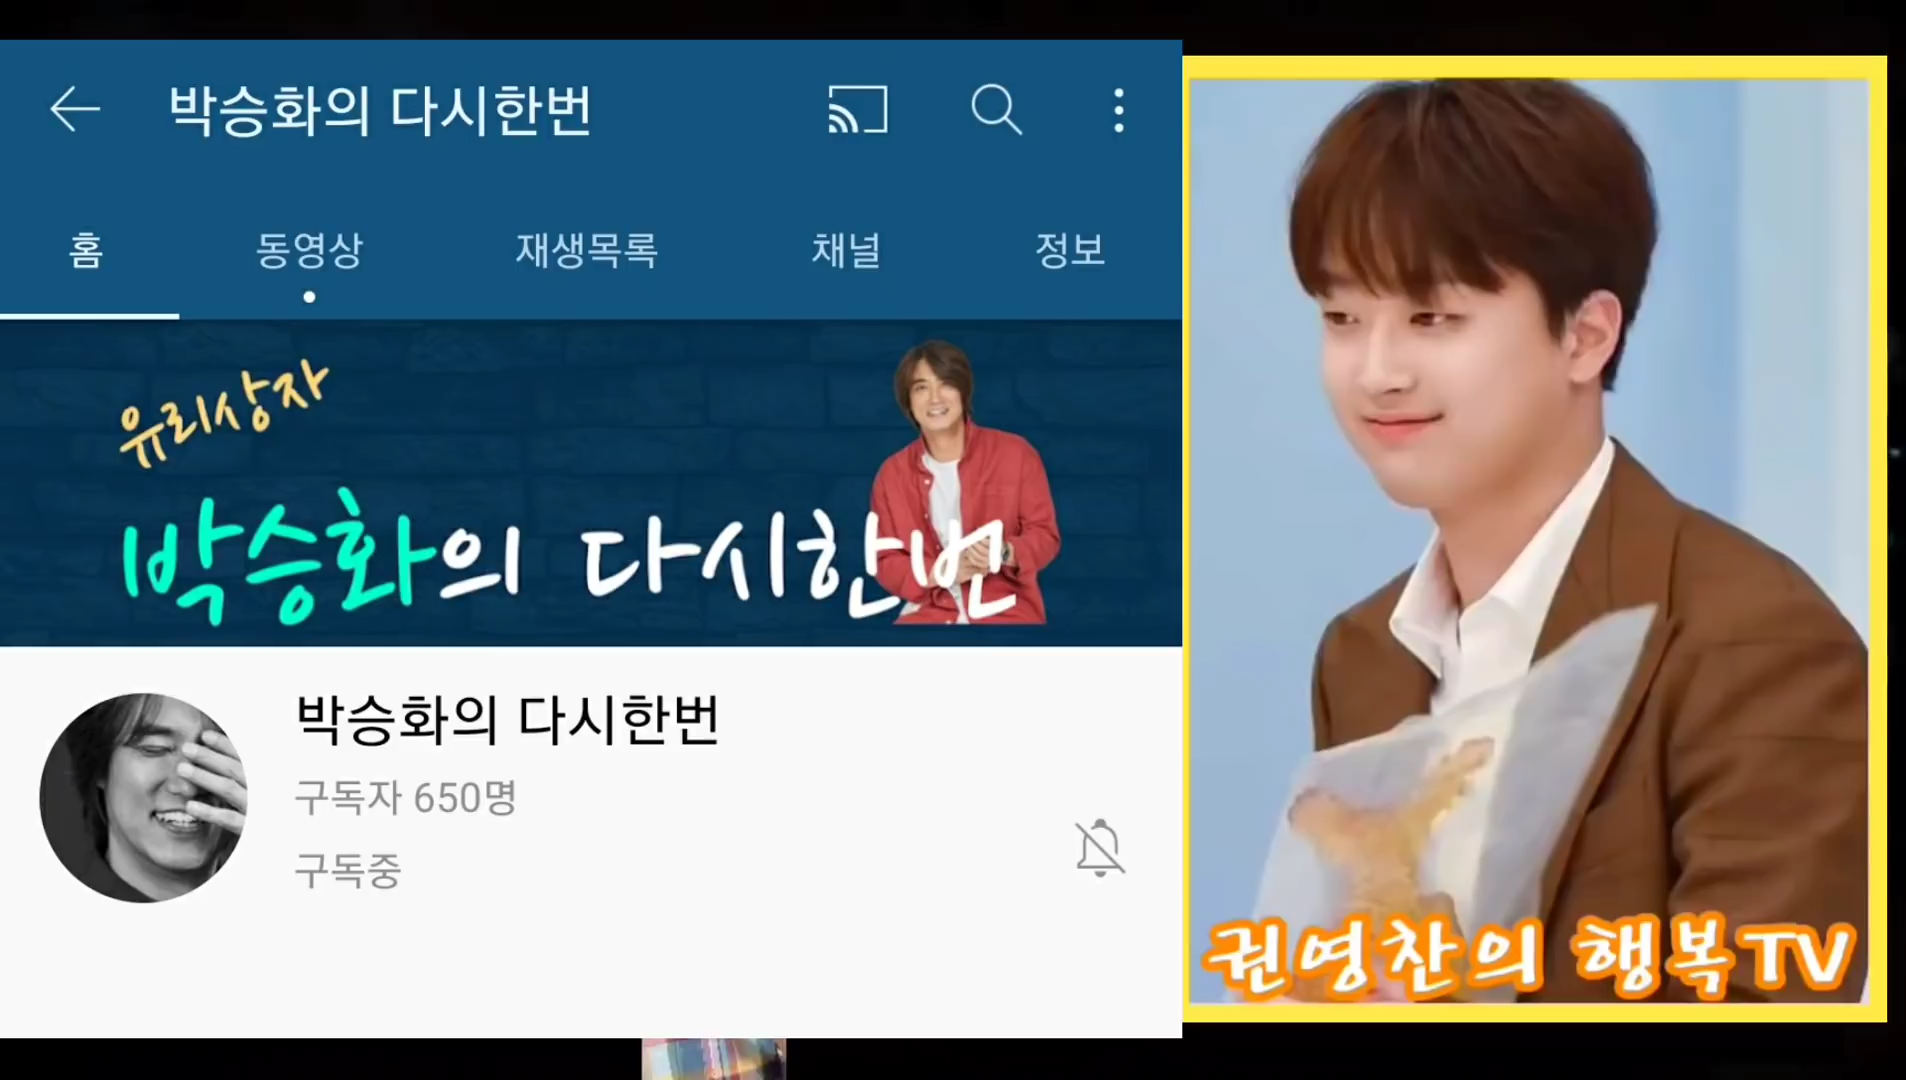 박승화의 다시한번
홈 동영상 재생목록 채널 정보
유리상자
박승화의 다시한번
박승화의 다시한번
구독자 650명
구독중
권영찬의 행복TV